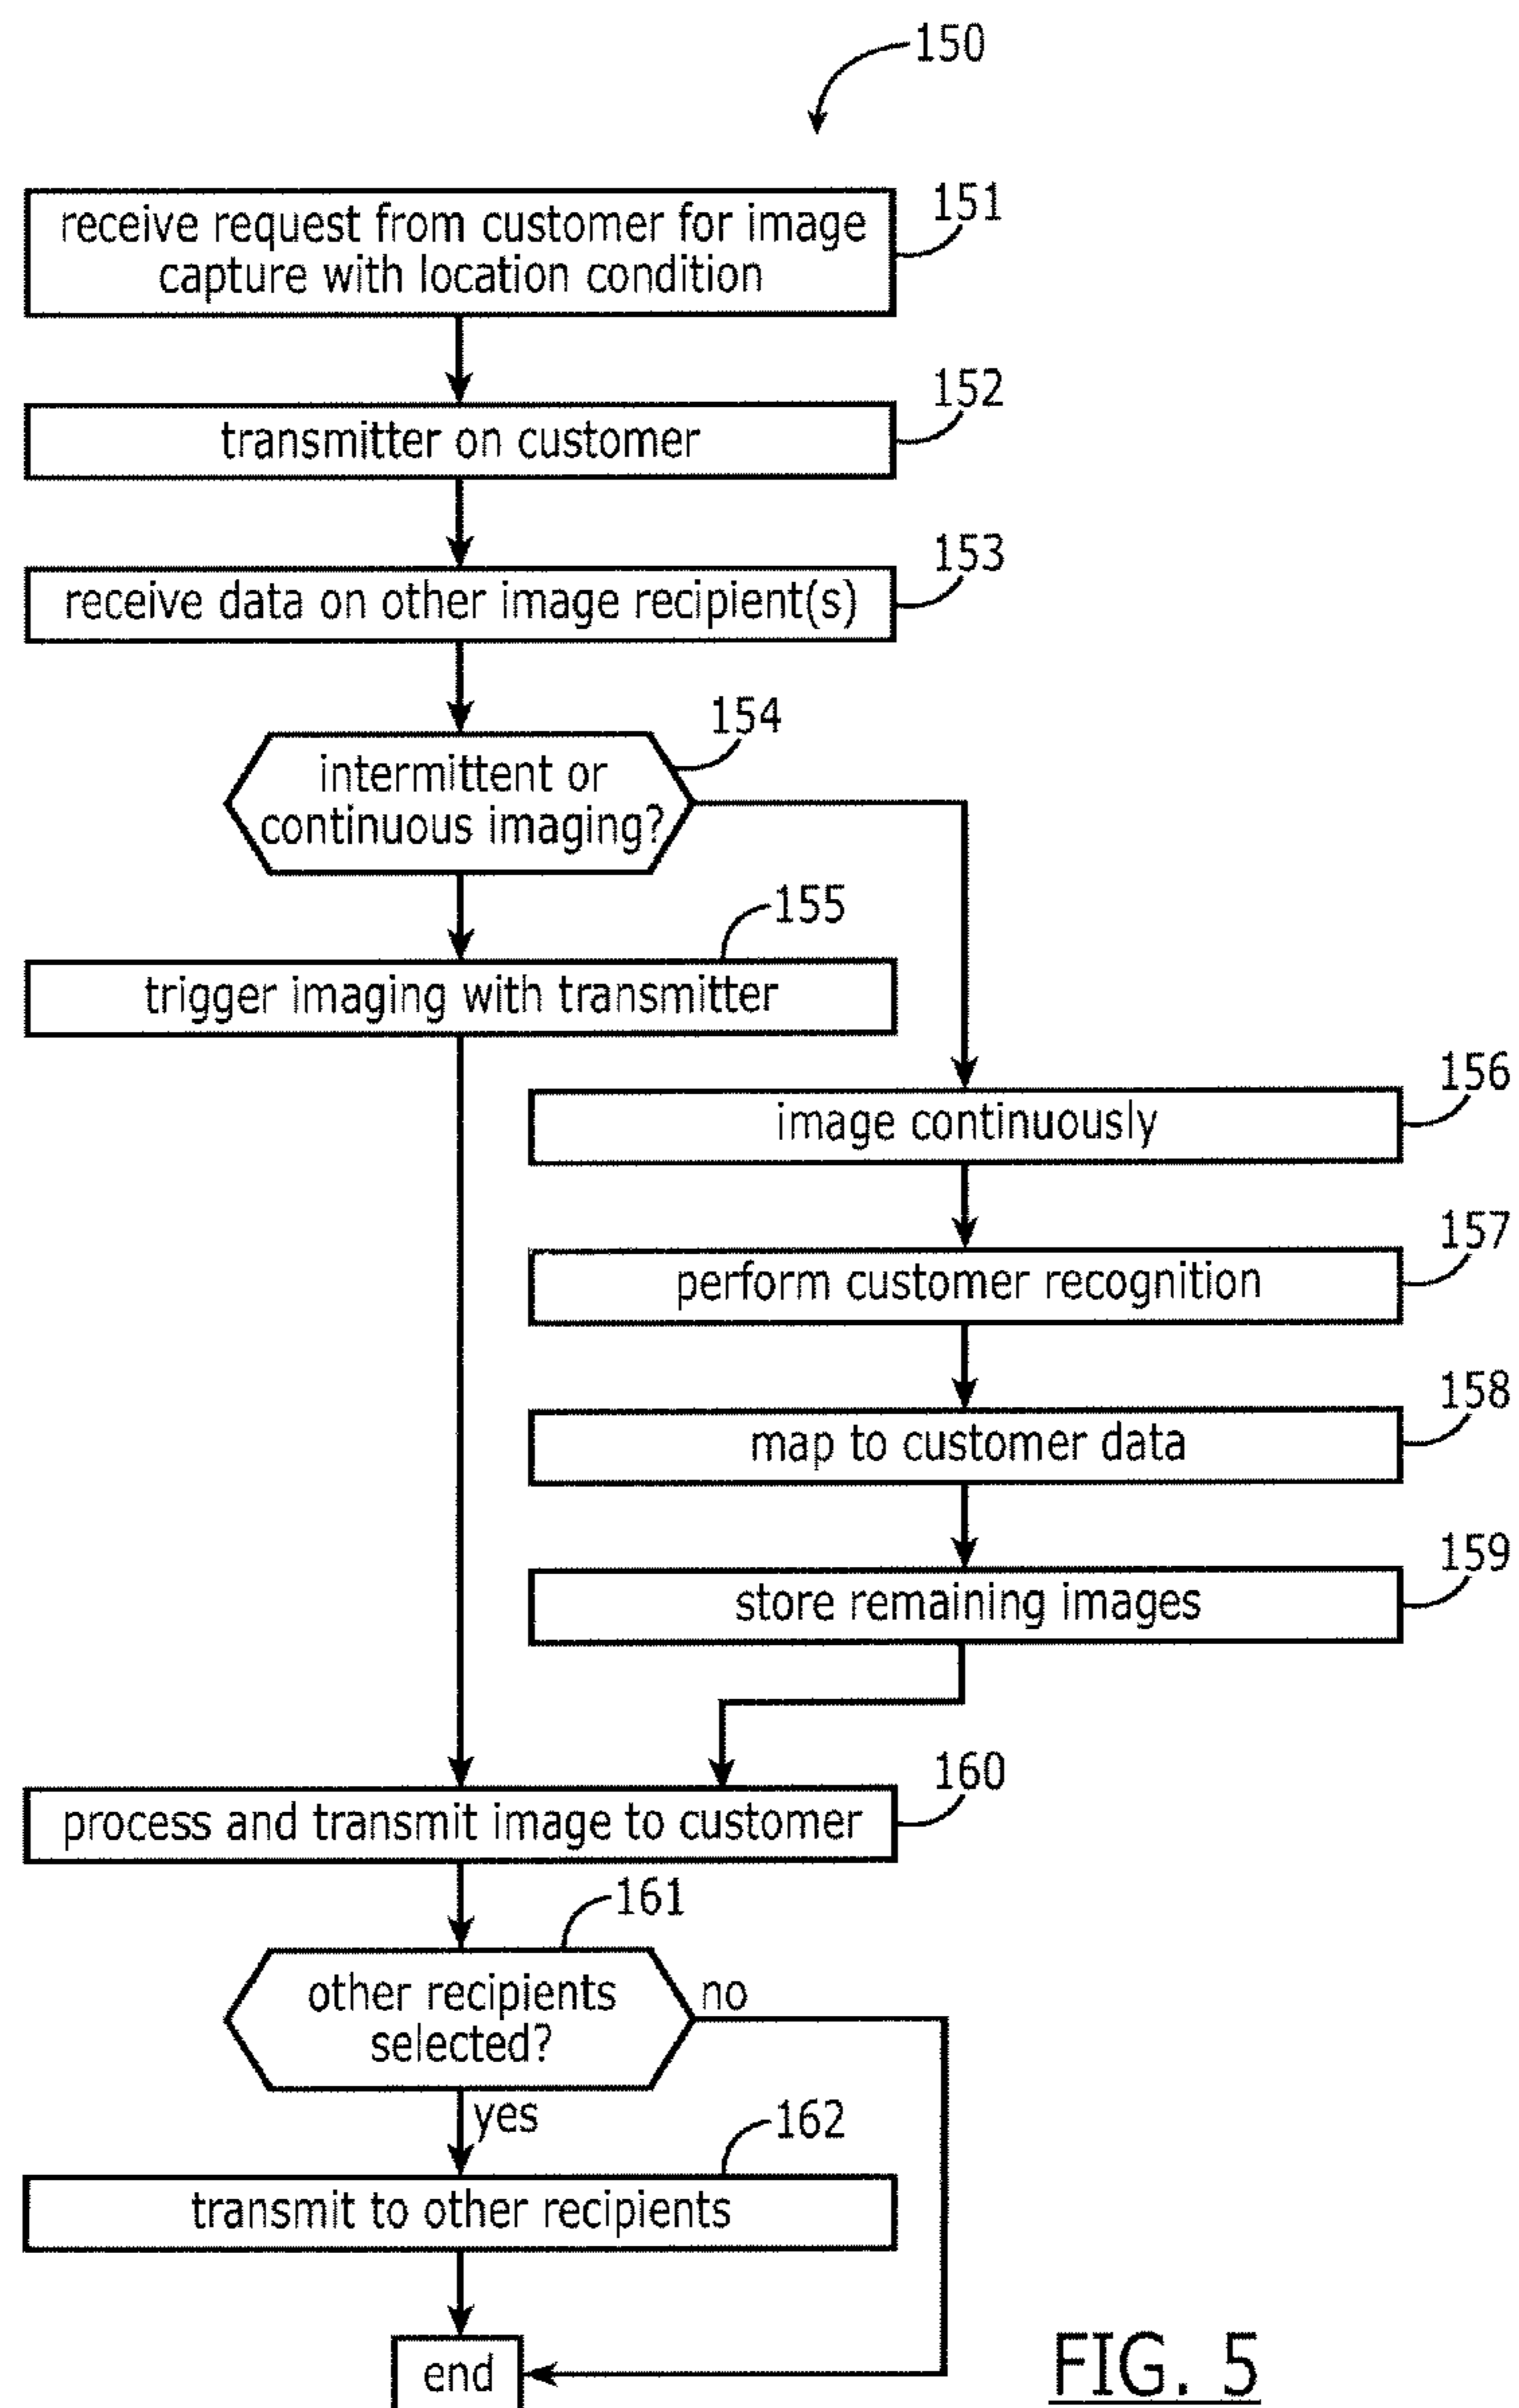 150
receive request from customer for image
capture with location condition
151
transmitter on customer
152
receive data on other image recipient(s)
153
intermittent or
continuous imaging?
154
trigger imaging with transmitter
155
image continuously
156
perform customer recognition
157
map to customer data
158
store remaining images
159
process and transmit image to customer
160
other recipients
selected?
161
no
yes
transmit to other recipients
162
end
FIG. 5